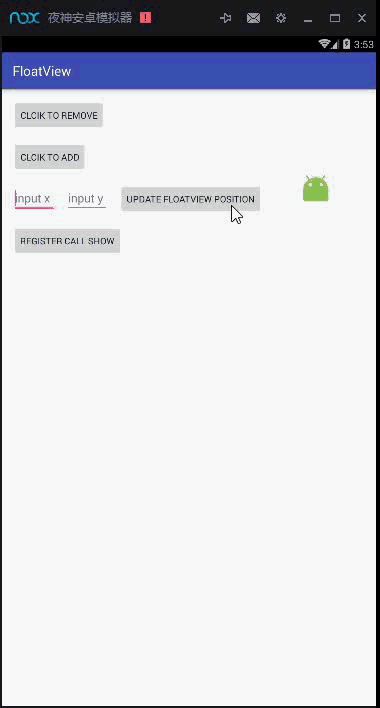 nox 夜神安卓模拟器
3:53
FloatView
CLCIK TO REMOVE
CLCIK TO ADD
input x input y UPDATE FLOATVIEW POSITION
REGISTER CALL SHOW